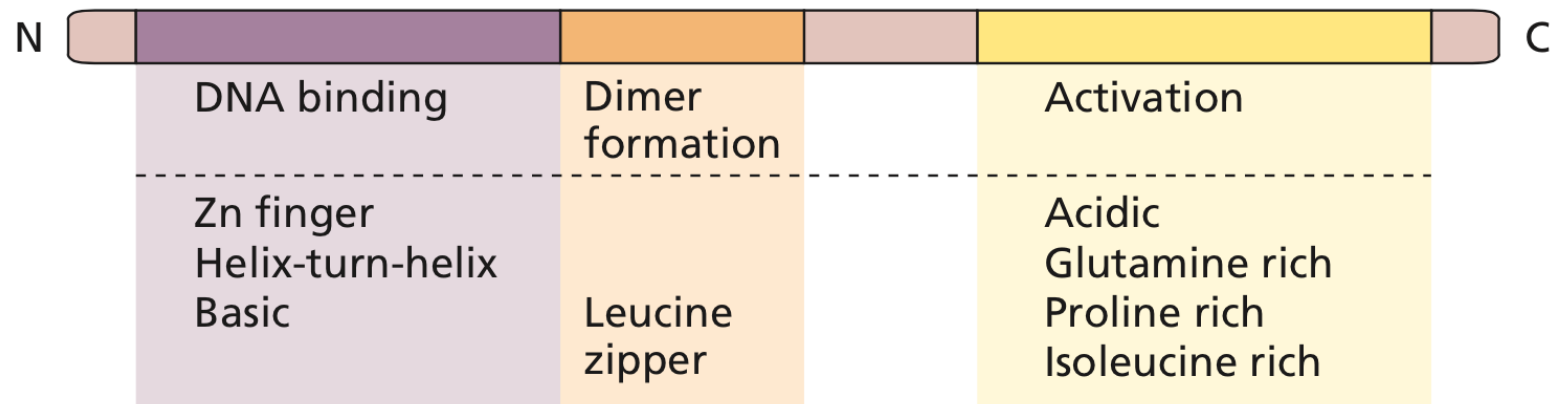 N
C
DNA binding
Dimer
formation
Activation
Zn finger
Helix-turn-helix
Basic
Leucine
zipper
Acidic
Glutamine rich
Proline rich
Isoleucine rich